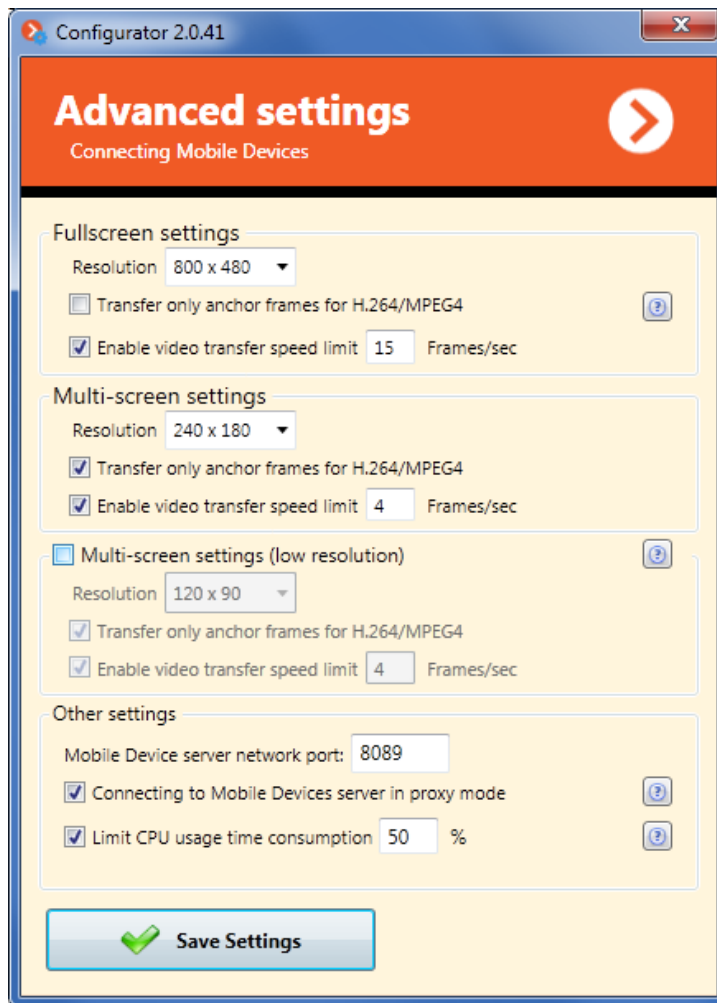 Configurator 2.0.41
Advanced settings
Connecting Mobile Devices
Fullscreen settings
Resolution 800 x 480
Transfer only anchor frames for H.264/MPEG4
Enable video transfer speed limit 15 Frames/sec
Multi-screen settings
Resolution 240 x 180
Transfer only anchor frames for H.264/MPEG4
Enable video transfer speed limit 4 Frames/sec
Multi-screen settings (low resolution)
Resolution 120 x 90
Transfer only anchor frames for H.264/MPEG4
Enable video transfer speed limit 4 Frames/sec
Other settings
Mobile Device server network port: 8089
Connecting to Mobile Devices server in proxy mode
Limit CPU usage time consumption 50 %
Save Settings